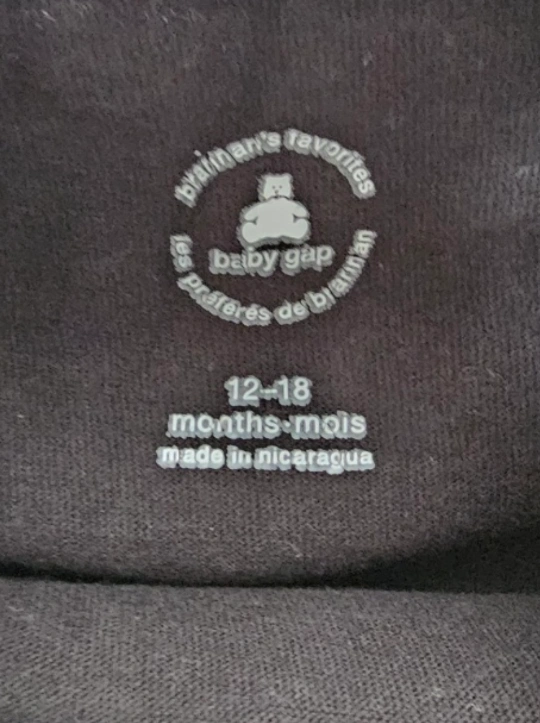 brannan's favorites
baby gap
les préférés de brannan
12–18
months·mois
made in nicaragua